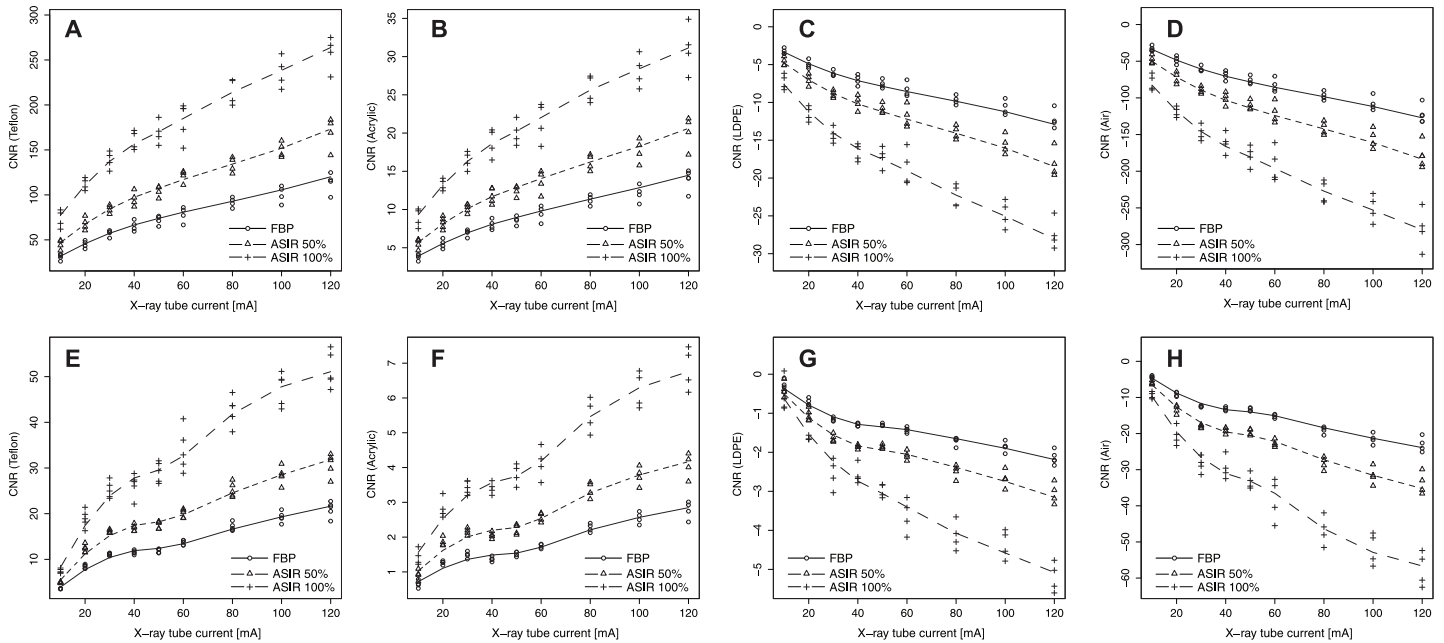 A
CNR (Teflon)
300
250
200
150
100
50
FBP
ASIR 50%
ASIR 100%
20 40 60 80 100 120
X−ray tube current [mA]
B
CNR (Acrylic)
35
30
25
20
15
10
5
FBP
ASIR 50%
ASIR 100%
20 40 60 80 100 120
X−ray tube current [mA]
C
CNR (LDPE)
0
−5
−10
−15
−20
−25
−30
FBP
ASIR 50%
ASIR 100%
20 40 60 80 100 120
X−ray tube current [mA]
D
CNR (Air)
0
−50
−100
−150
−200
−250
−300
FBP
ASIR 50%
ASIR 100%
20 40 60 80 100 120
X−ray tube current [mA]
E
CNR (Teflon)
50
40
30
20
10
FBP
ASIR 50%
ASIR 100%
20 40 60 80 100 120
X−ray tube current [mA]
F
CNR (Acrylic)
7
6
5
4
3
2
1
FBP
ASIR 50%
ASIR 100%
20 40 60 80 100 120
X−ray tube current [mA]
G
CNR (LDPE)
0
−1
−2
−3
−4
−5
FBP
ASIR 50%
ASIR 100%
20 40 60 80 100 120
X−ray tube current [mA]
H
CNR (Air)
0
−10
−20
−30
−40
−50
−60
FBP
ASIR 50%
ASIR 100%
20 40 60 80 100 120
X−ray tube current [mA]